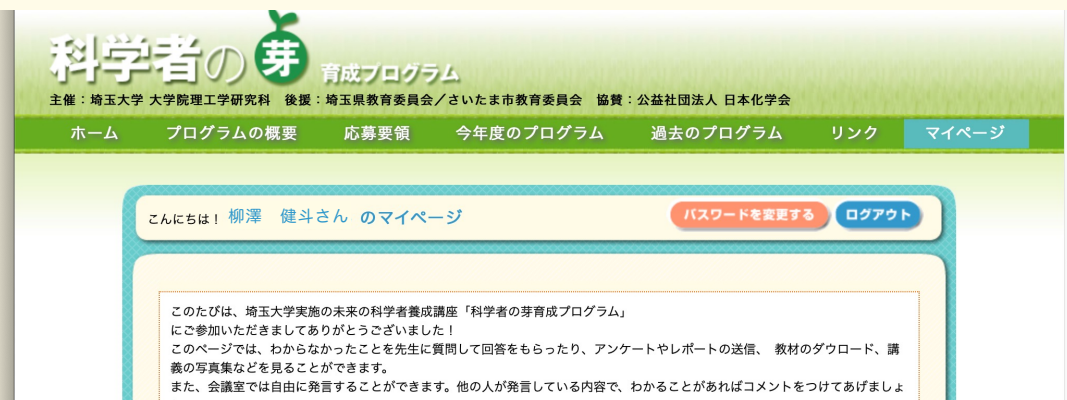 科学者の芽 育成プログラム
主催：埼玉大学 大学院理工学研究科　後援：埼玉県教育委員会／さいたま市教育委員会　協賛：公益社団法人 日本化学会
ホーム　プログラムの概要　応募要領　今年度のプログラム　過去のプログラム　リンク　マイページ
こんにちは！ 柳澤　健斗さん のマイページ　パスワードを変更する　ログアウト
このたびは、埼玉大学実施の未来の科学者養成講座「科学者の芽育成プログラム」
にご参加いただきましてありがとうございました！
このページでは、わからなかったことを先生に質問して回答をもらったり、アンケートやレポートの送信、 教材のダウロード、講
義の写真集などを見ることができます。
また、会議室では自由に発言することができます。他の人が発言している内容で、わかることがあればコメントをつけてあげましょ